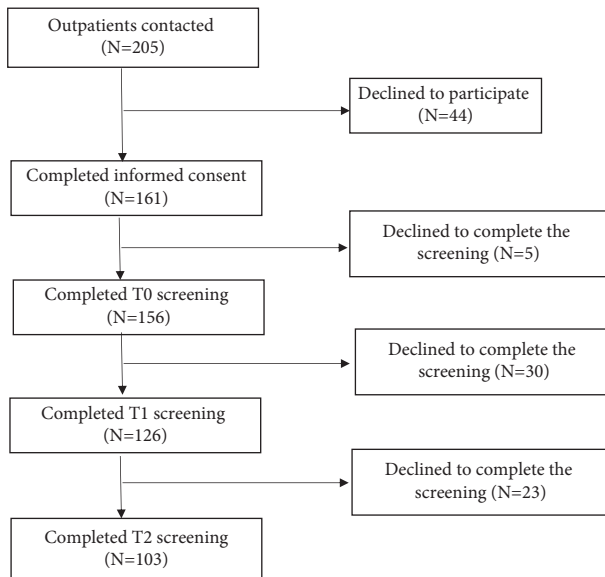 Outpatients contacted
(N=205)
Declined to participate
(N=44)
Completed informed consent
(N=161)
Declined to complete the
screening (N=5)
Completed T0 screening
(N=156)
Declined to complete the
screening (N=30)
Completed T1 screening
(N=126)
Declined to complete the
screening (N=23)
Completed T2 screening
(N=103)